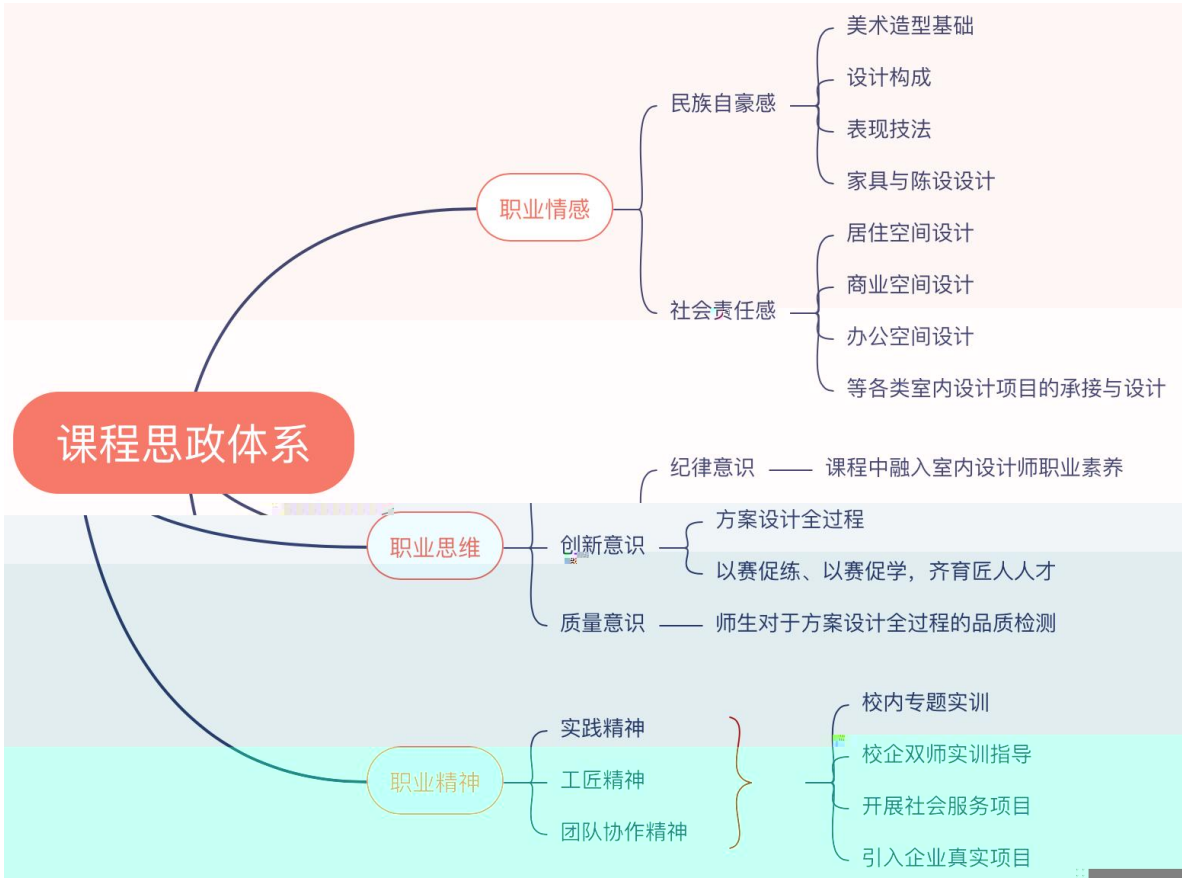 课程思政体系
职业情感
民族自豪感
美术造型基础
设计构成
表现技法
家具与陈设设计
社会责任感
居住空间设计
商业空间设计
办公空间设计
等各类室内设计项目的承接与设计
职业思维
纪律意识
课程中融入室内设计师职业素养
创新意识
方案设计全过程
以赛促练、以赛促学，齐育匠人人才
质量意识
师生对于方案设计全过程的品质检测
职业精神
实践精神
工匠精神
团队协作精神
校内专题实训
校企双师实训指导
开展社会服务项目
引入企业真实项目